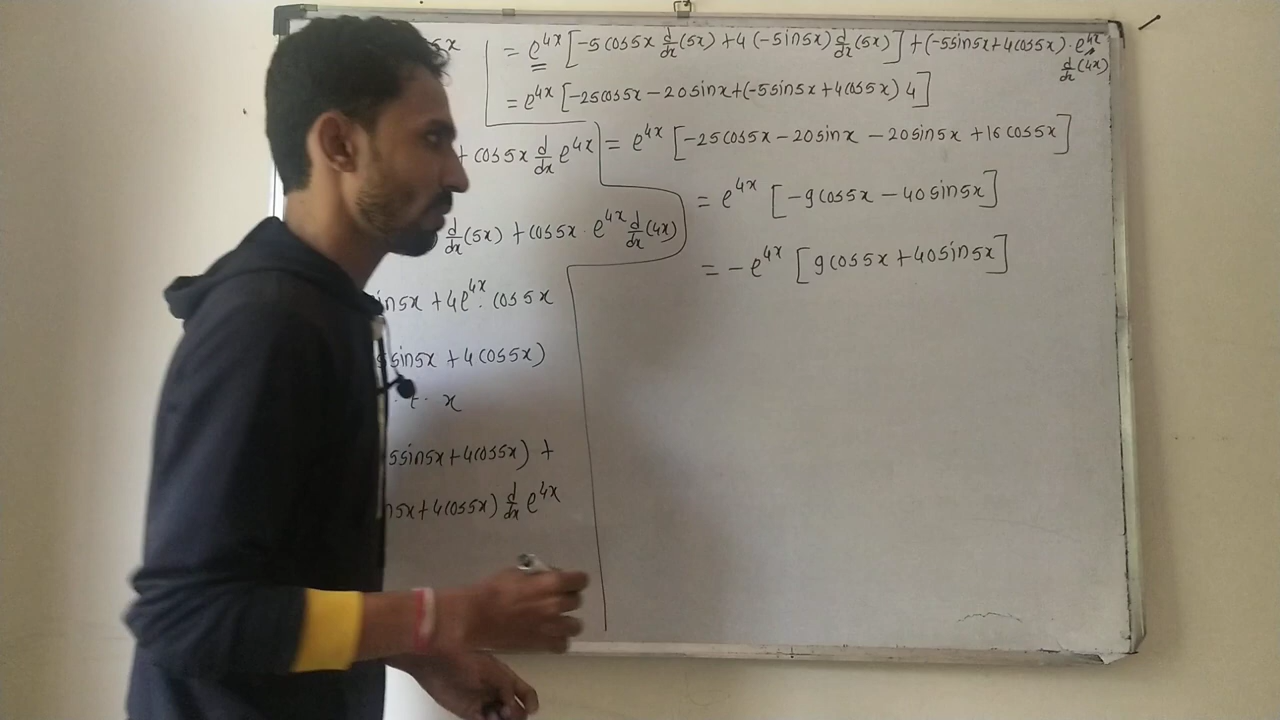 5x
+ cos5x d/dx e^4x
d/dx(5x) + cos5x · e^4x d/dx(4x)
in5x + 4e^4x · cos5x
5sin5x + 4cos5x)
· t · x
5sin5x + 4cos5x) +
n5x + 4cos5x) d/dx e^4x
= e^4x [-5cos5x d/dx(5x) + 4(-5sin5x) d/dx(5x)] + (-5sin5x + 4cos5x) · e^4x d/dx(4x)
= e^4x [-25cos5x - 20sinx + (-5sin5x + 4cos5x) 4]
= e^4x [-25cos5x - 20sinx - 20sin5x + 16cos5x]
= e^4x [-9cos5x - 40sin5x]
= -e^4x [9cos5x + 40sin5x]